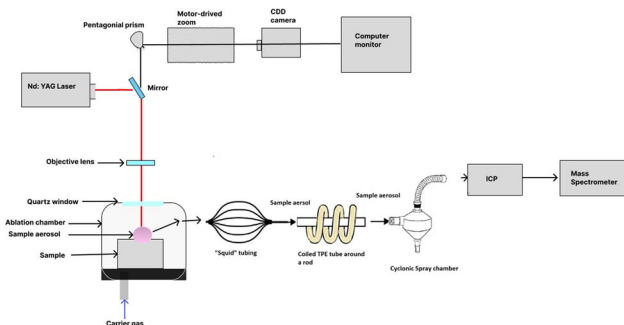 Pentagonial prism
Motor-drived
zoom
CDD
camera
Computer
monitor
Nd: YAG Laser
Mirror
Objective lens
Quartz window
Ablation chamber
Sample aerosol
Sample
Carrier gas
"Squid" tubing
Sample aersol
Coiled TPE tube around
a rod
Sample aerosol
Cyclonic Spray chamber
ICP
Mass
Spectrometer